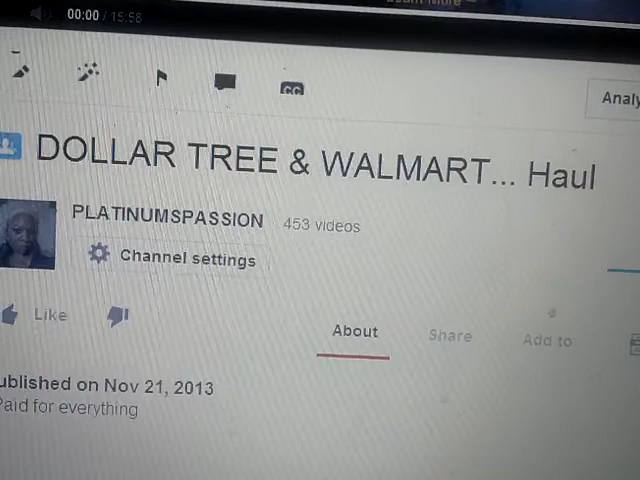 00:00 / 15:58
CC
Analy
DOLLAR TREE & WALMART... Haul
PLATINUMSPASSION 453 videos
Channel settings
Like
About Share Add to
ublished on Nov 21, 2013
Paid for everything